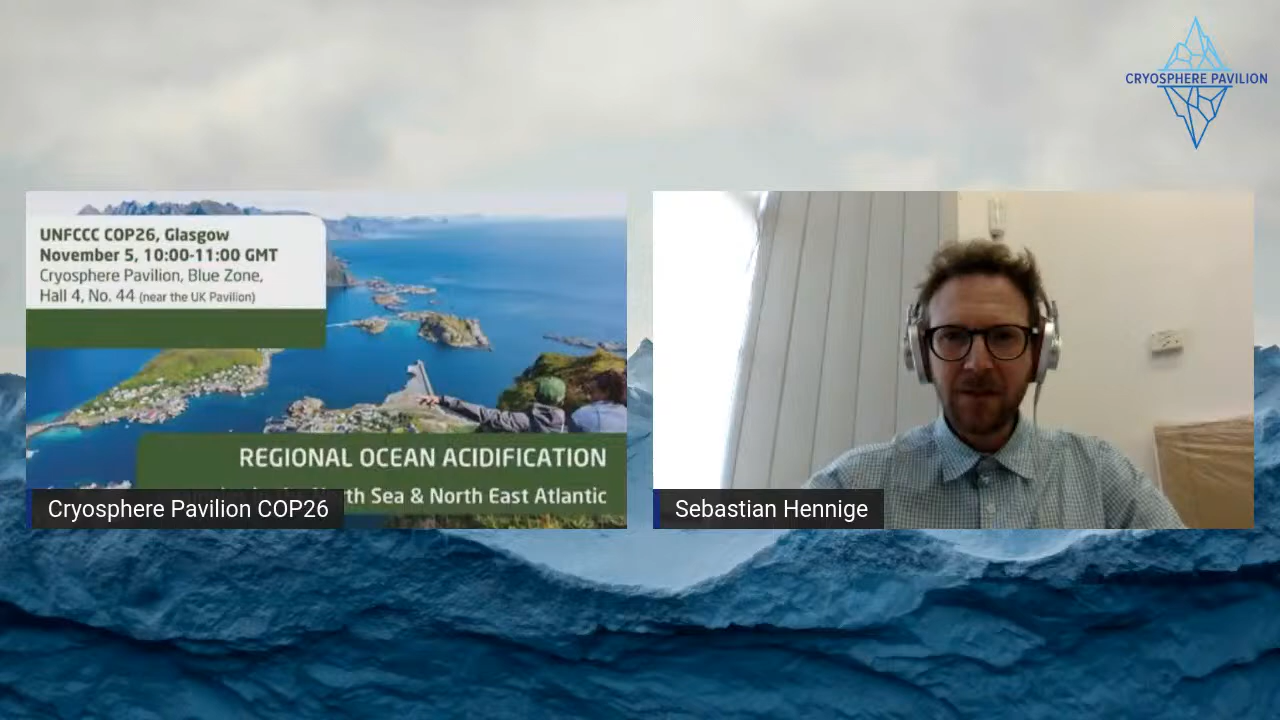 CRYOSPHERE PAVILION
UNFCCC COP26, Glasgow
November 5, 10:00-11:00 GMT
Cryosphere Pavilion, Blue Zone,
Hall 4, No. 44 (near the UK Pavilion)
REGIONAL OCEAN ACIDIFICATION
Sea & North East Atlantic
Cryosphere Pavilion COP26
Sebastian Hennige